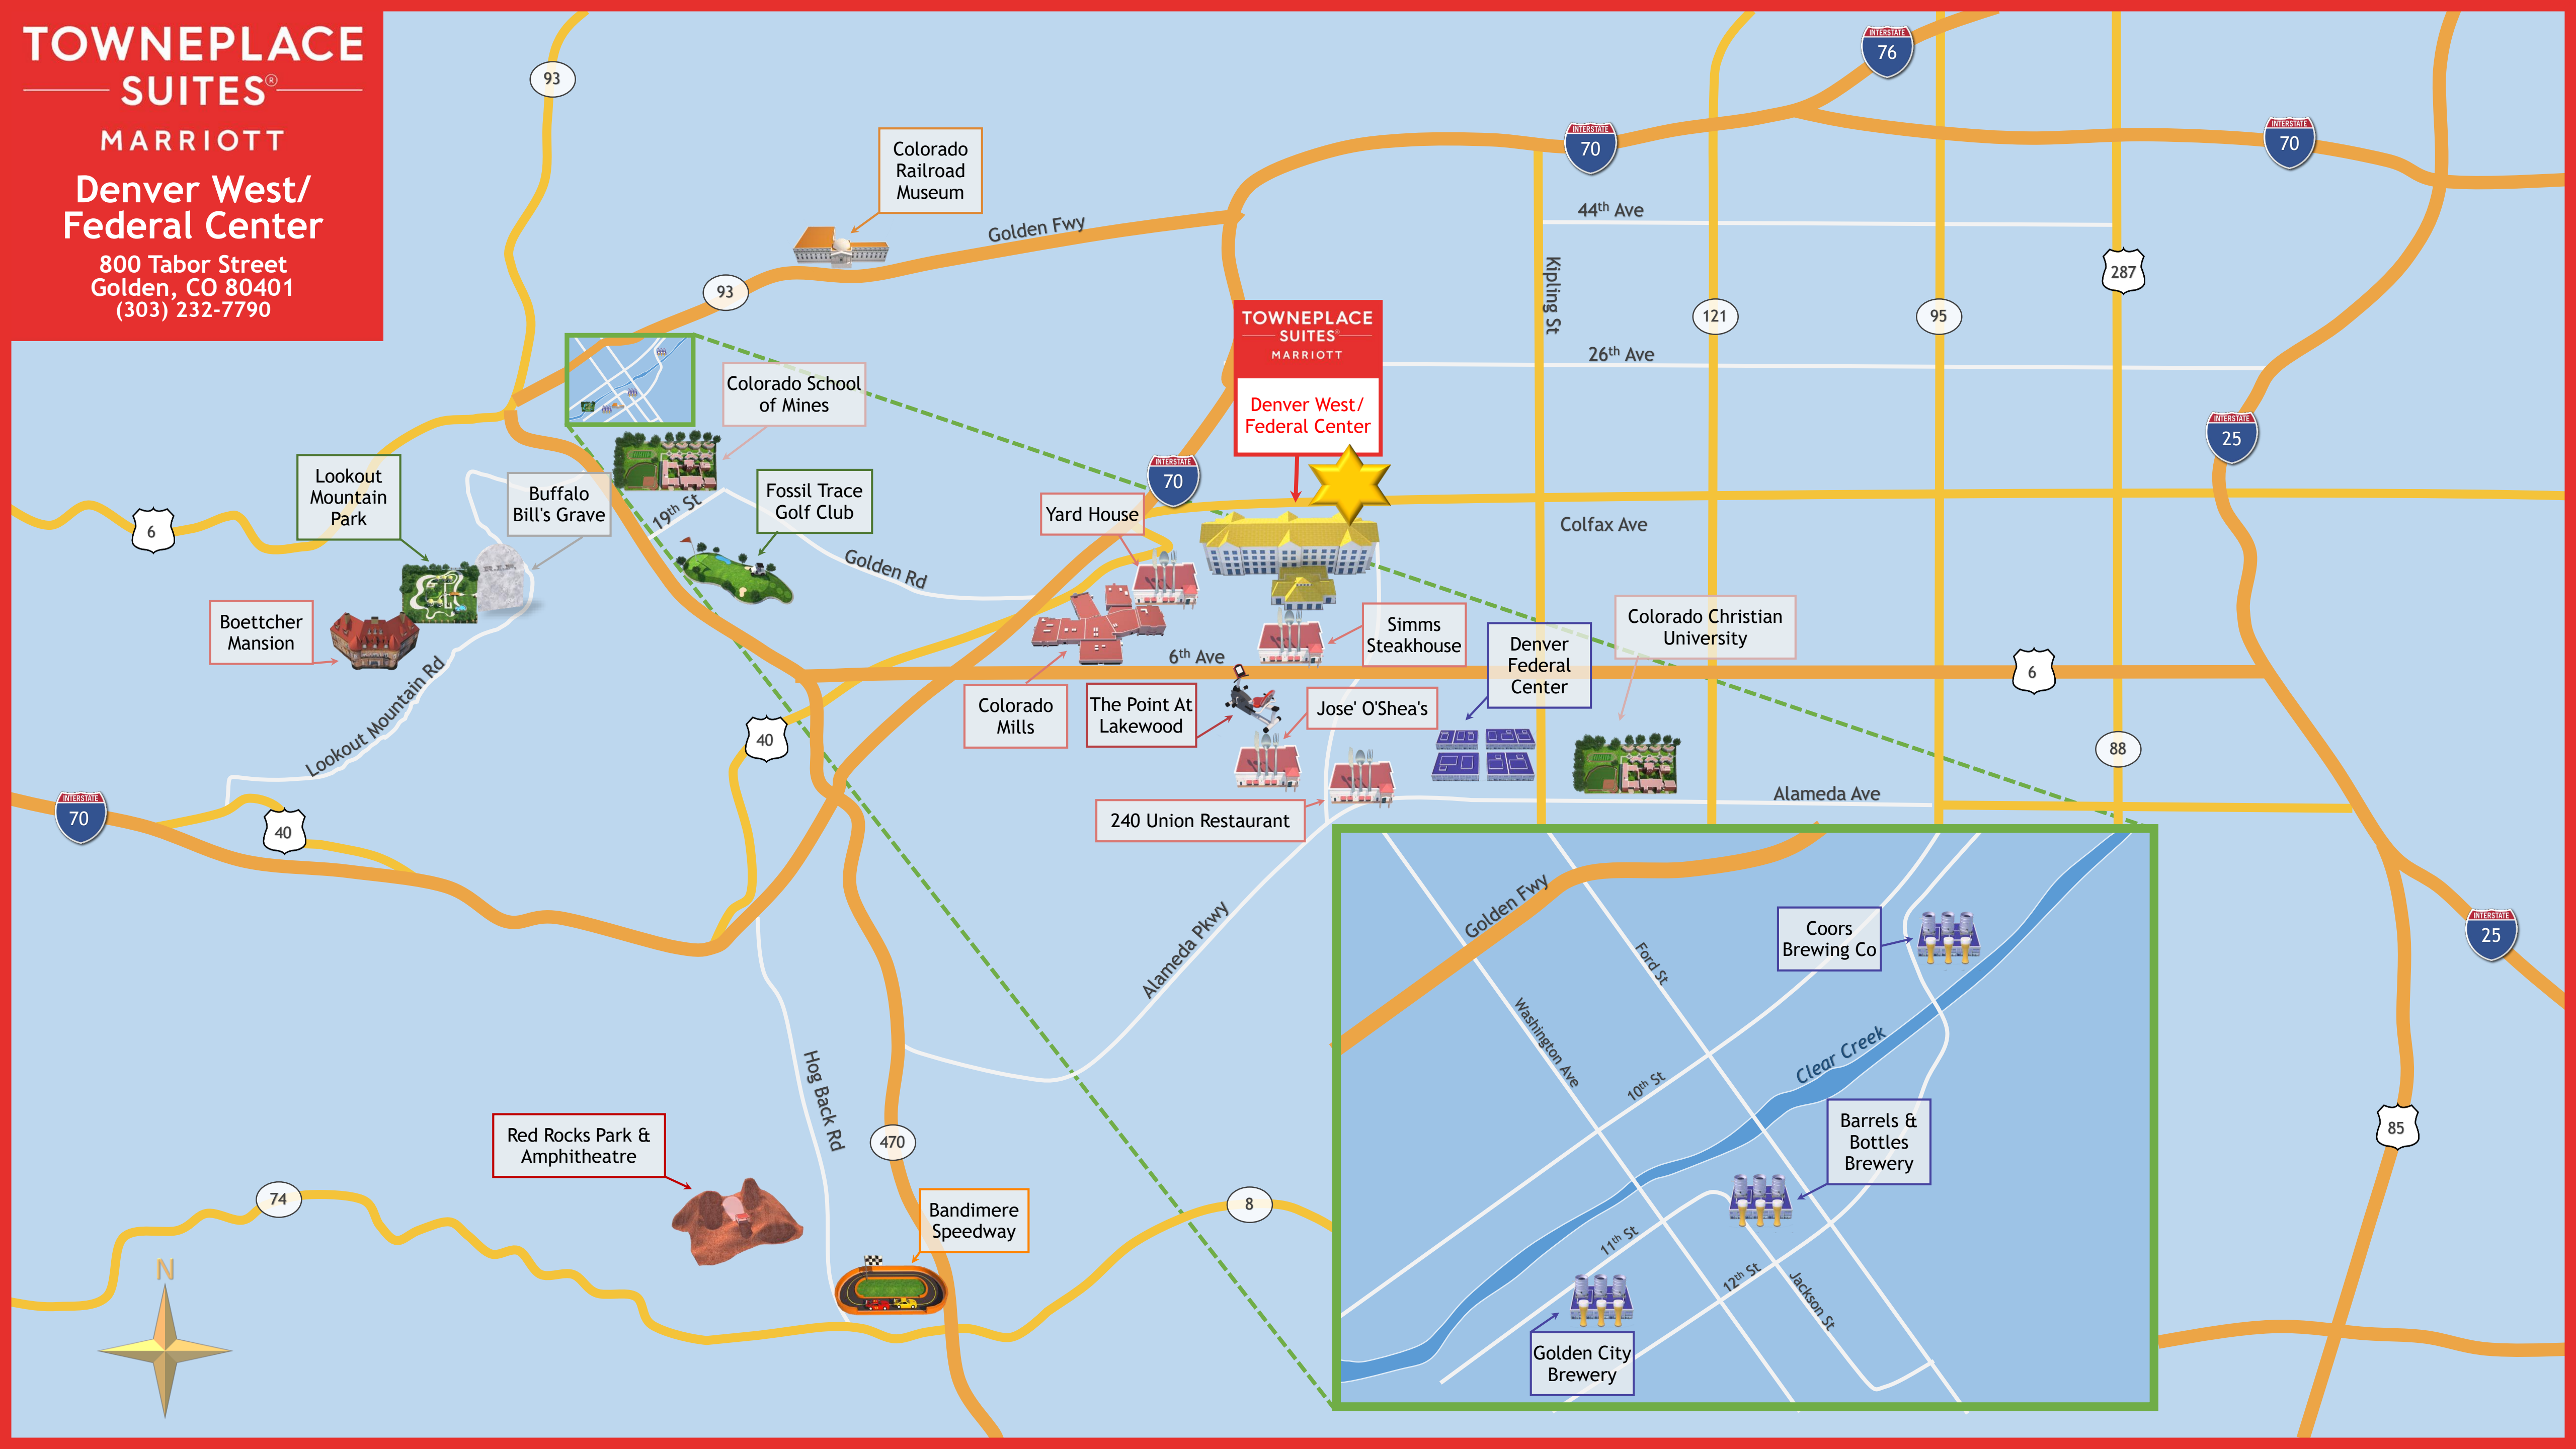 TOWNEPLACE
SUITES®
MARRIOTT
Denver West/
Federal Center
800 Tabor Street
Golden, CO 80401
(303) 232-7790
93
INTERSTATE
76
INTERSTATE
70
INTERSTATE
70
Colorado
Railroad
Museum
44th Ave
Golden Fwy
287
Kipling St
93
121
95
TOWNEPLACE
SUITES®
MARRIOTT
Denver West/
Federal Center
26th Ave
Colorado School
of Mines
INTERSTATE
25
INTERSTATE
70
Lookout
Mountain
Park
Buffalo
Bill's Grave
19th St
Fossil Trace
Golf Club
Yard House
6
Colfax Ave
R.I.P.
Golden Rd
Boettcher
Mansion
Simms
Steakhouse
Denver
Federal
Center
Colorado Christian
University
6th Ave
6
Lookout Mountain Rd
Colorado
Mills
The Point At
Lakewood
Jose' O'Shea's
40
88
INTERSTATE
70
40
240 Union Restaurant
Alameda Ave
Golden Fwy
Coors
Brewing Co
INTERSTATE
25
Alameda Pkwy
Ford St
Washington Ave
Clear Creek
10th St
Hog Back Rd
Red Rocks Park &
Amphitheatre
470
Barrels &
Bottles
Brewery
85
74
Bandimere
Speedway
8
11th St
12th St
Jackson St
N
Golden City
Brewery